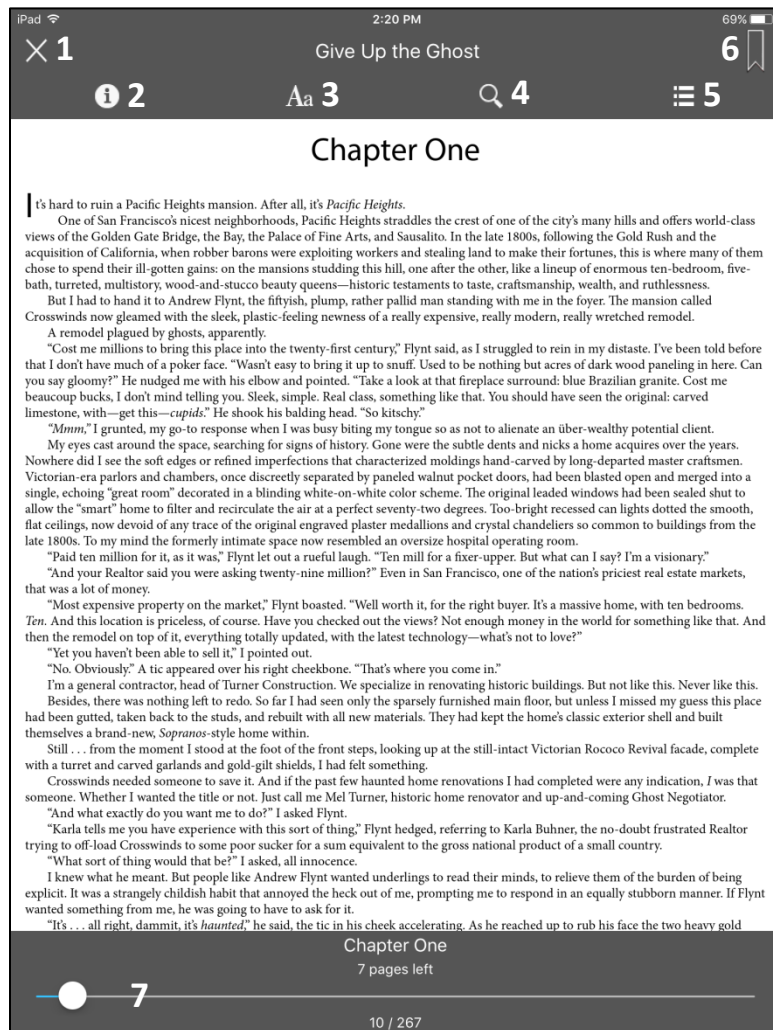 iPad 2:20 PM 69%
1 Give Up the Ghost 6
i 2 Aa 3 4 5
Chapter One
It’s hard to ruin a Pacific Heights mansion. After all, it’s Pacific Heights.
One of San Francisco’s nicest neighborhoods, Pacific Heights straddles the crest of one of the city’s many hills and offers world-class
views of the Golden Gate Bridge, the Bay, the Palace of Fine Arts, and Sausalito. In the late 1800s, following the Gold Rush and the
acquisition of California, when robber barons were exploiting workers and stealing land to make their fortunes, this is where many of them
chose to spend their ill-gotten gains: on the mansions studding this hill, one after the other, like a lineup of enormous ten-bedroom, five-
bath, turreted, multistory, wood-and-stucco beauty queens—historic testaments to taste, craftsmanship, wealth, and ruthlessness.
But I had to hand it to Andrew Flynt, the fiftyish, plump, rather pallid man standing with me in the foyer. The mansion called
Crosswinds now gleamed with the sleek, plastic-feeling newness of a really expensive, really modern, really wretched remodel.
A remodel plagued by ghosts, apparently.
“Cost me millions to bring this place into the twenty-first century,” Flynt said, as I struggled to rein in my distaste. I’ve been told before
that I don’t have much of a poker face. “Wasn’t easy to bring it up to snuff. Used to be nothing but acres of dark wood paneling in here. Can
you say gloomy?” He nudged me with his elbow and pointed. “Take a look at that fireplace surround: blue Brazilian granite. Cost me
beaucoup bucks, I don’t mind telling you. Sleek, simple. Real class, something like that. You should have seen the original: carved
limestone, with—get this—cupids.” He shook his balding head. “So kitschy.”
“Mmm,” I grunted, my go-to response when I was busy biting my tongue so as not to alienate an über-wealthy potential client.
My eyes cast around the space, searching for signs of history. Gone were the subtle dents and nicks a home acquires over the years.
Nowhere did I see the soft edges or refined imperfections that characterized moldings hand-carved by long-departed master craftsmen.
Victorian-era parlors and chambers, once discreetly separated by paneled walnut pocket doors, had been blasted open and merged into a
single, echoing “great room” decorated in a blinding white-on-white color scheme. The original leaded windows had been sealed shut to
allow the “smart” home to filter and recirculate the air at a perfect seventy-two degrees. Too-bright recessed can lights dotted the smooth,
flat ceilings, now devoid of any trace of the original engraved plaster medallions and crystal chandeliers so common to buildings from the
late 1800s. To my mind the formerly intimate space now resembled an oversize hospital operating room.
“Paid ten million for it, as it was,” Flynt let out a rueful laugh. “Ten mill for a fixer-upper. But what can I say? I’m a visionary.”
“And your Realtor said you were asking twenty-nine million?” Even in San Francisco, one of the nation’s priciest real estate markets,
that was a lot of money.
“Most expensive property on the market,” Flynt boasted. “Well worth it, for the right buyer. It’s a massive home, with ten bedrooms.
Ten. And this location is priceless, of course. Have you checked out the views? Not enough money in the world for something like that. And
then the remodel on top of it, everything totally updated, with the latest technology—what’s not to love?”
“Yet you haven’t been able to sell it,” I pointed out.
“No. Obviously.” A tic appeared over his right cheekbone. “That’s where you come in.”
I’m a general contractor, head of Turner Construction. We specialize in renovating historic buildings. But not like this. Never like this.
Besides, there was nothing left to redo. So far I had seen only the sparsely furnished main floor, but unless I missed my guess this place
had been gutted, taken back to the studs, and rebuilt with all new materials. They had kept the home’s classic exterior shell and built
themselves a brand-new, Sopranos-style home within.
Still . . . from the moment I stood at the foot of the front steps, looking up at the still-intact Victorian Rococo Revival facade, complete
with a turret and carved garlands and gold-gilt shields, I had felt something.
Crosswinds needed someone to save it. And if the past few haunted home renovations I had completed were any indication, I was that
someone. Whether I wanted the title or not. Just call me Mel Turner, historic home renovator and up-and-coming Ghost Negotiator.
“And what exactly do you want me to do?” I asked Flynt.
“Karla tells me you have experience with this sort of thing,” Flynt hedged, referring to Karla Buhner, the no-doubt frustrated Realtor
trying to off-load Crosswinds to some poor sucker for a sum equivalent to the gross national product of a small country.
“What sort of thing would that be?” I asked, all innocence.
I knew what he meant. But people like Andrew Flynt wanted underlings to read their minds, to relieve them of the burden of being
explicit. It was a strangely childish habit that annoyed the heck out of me, prompting me to respond in an equally stubborn manner. If Flynt
wanted something from me, he was going to have to ask for it.
“It’s . . . all right, dammit, it’s haunted,” he said, the tic in his cheek accelerating. As he reached up to rub his face the two heavy gold
Chapter One
7 pages left
7
10 / 267